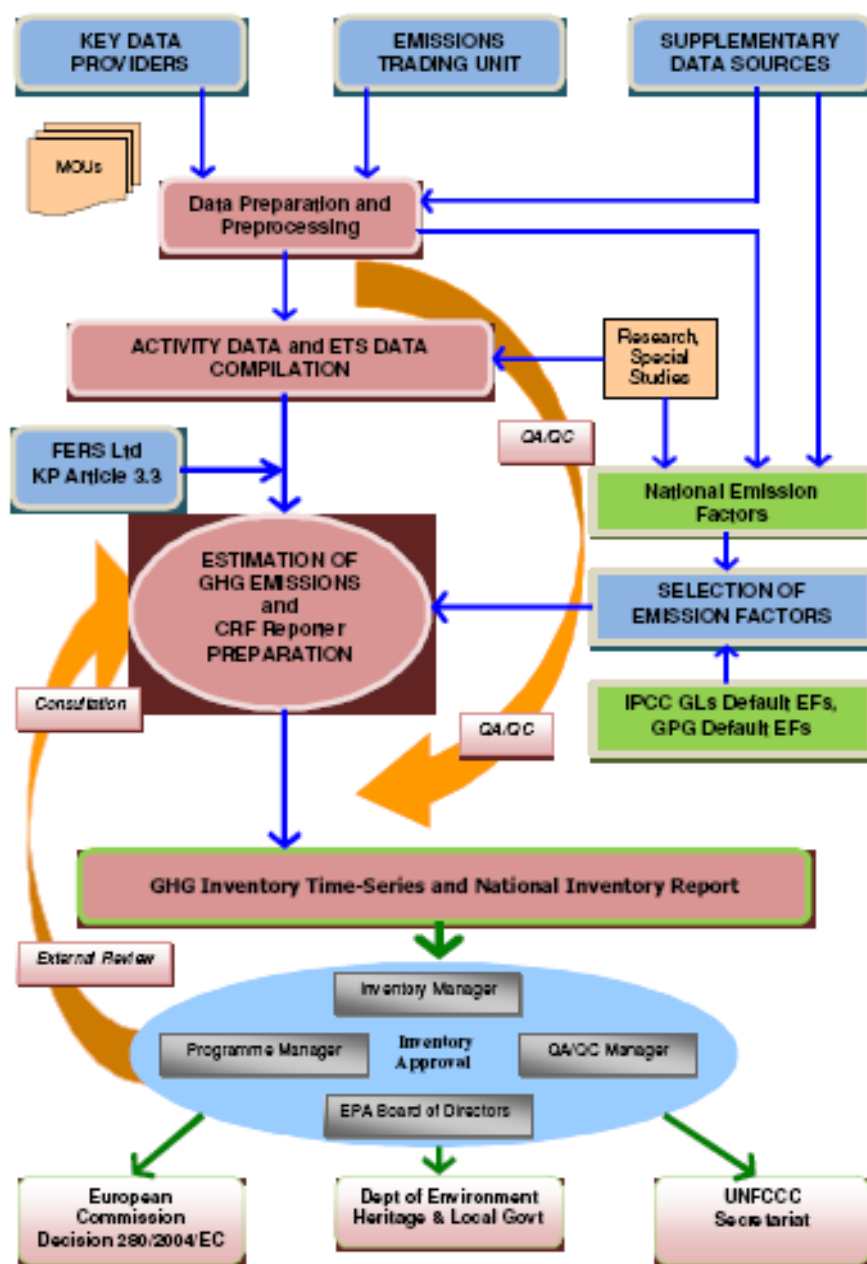 KEY DATA
PROVIDERS
EMISSIONS
TRADING UNIT
SUPPLEMENTARY
DATA SOURCES
MOUs
Data Preparation and
Preprocessing
ACTIVITY DATA and ETS DATA
COMPILATION
Research,
Special
Studies
QA/QC
FERS Ltd
KP Article 3.3
National Emission
Factors
ESTIMATION OF
GHG EMISSIONS
and
CRF Reporter
PREPARATION
SELECTION OF
EMISSION FACTORS
Consultation
QA/QC
IPCC GLs Default EFs,
GPG Default EFs
GHG Inventory Time-Series and National Inventory Report
External Review
Inventory Manager
Programme Manager
Inventory
Approval
QA/QC Manager
EPA Board of Directors
European
Commission
Decision 280/2004/EC
Dept of Environment
Heritage & Local Govt
UNFCCC
Secretariat